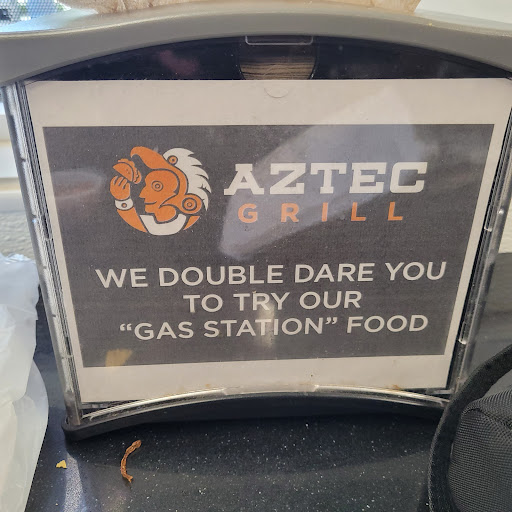 AZTEC
GRILL
WE DOUBLE DARE YOU
TO TRY OUR
“GAS STATION” FOOD